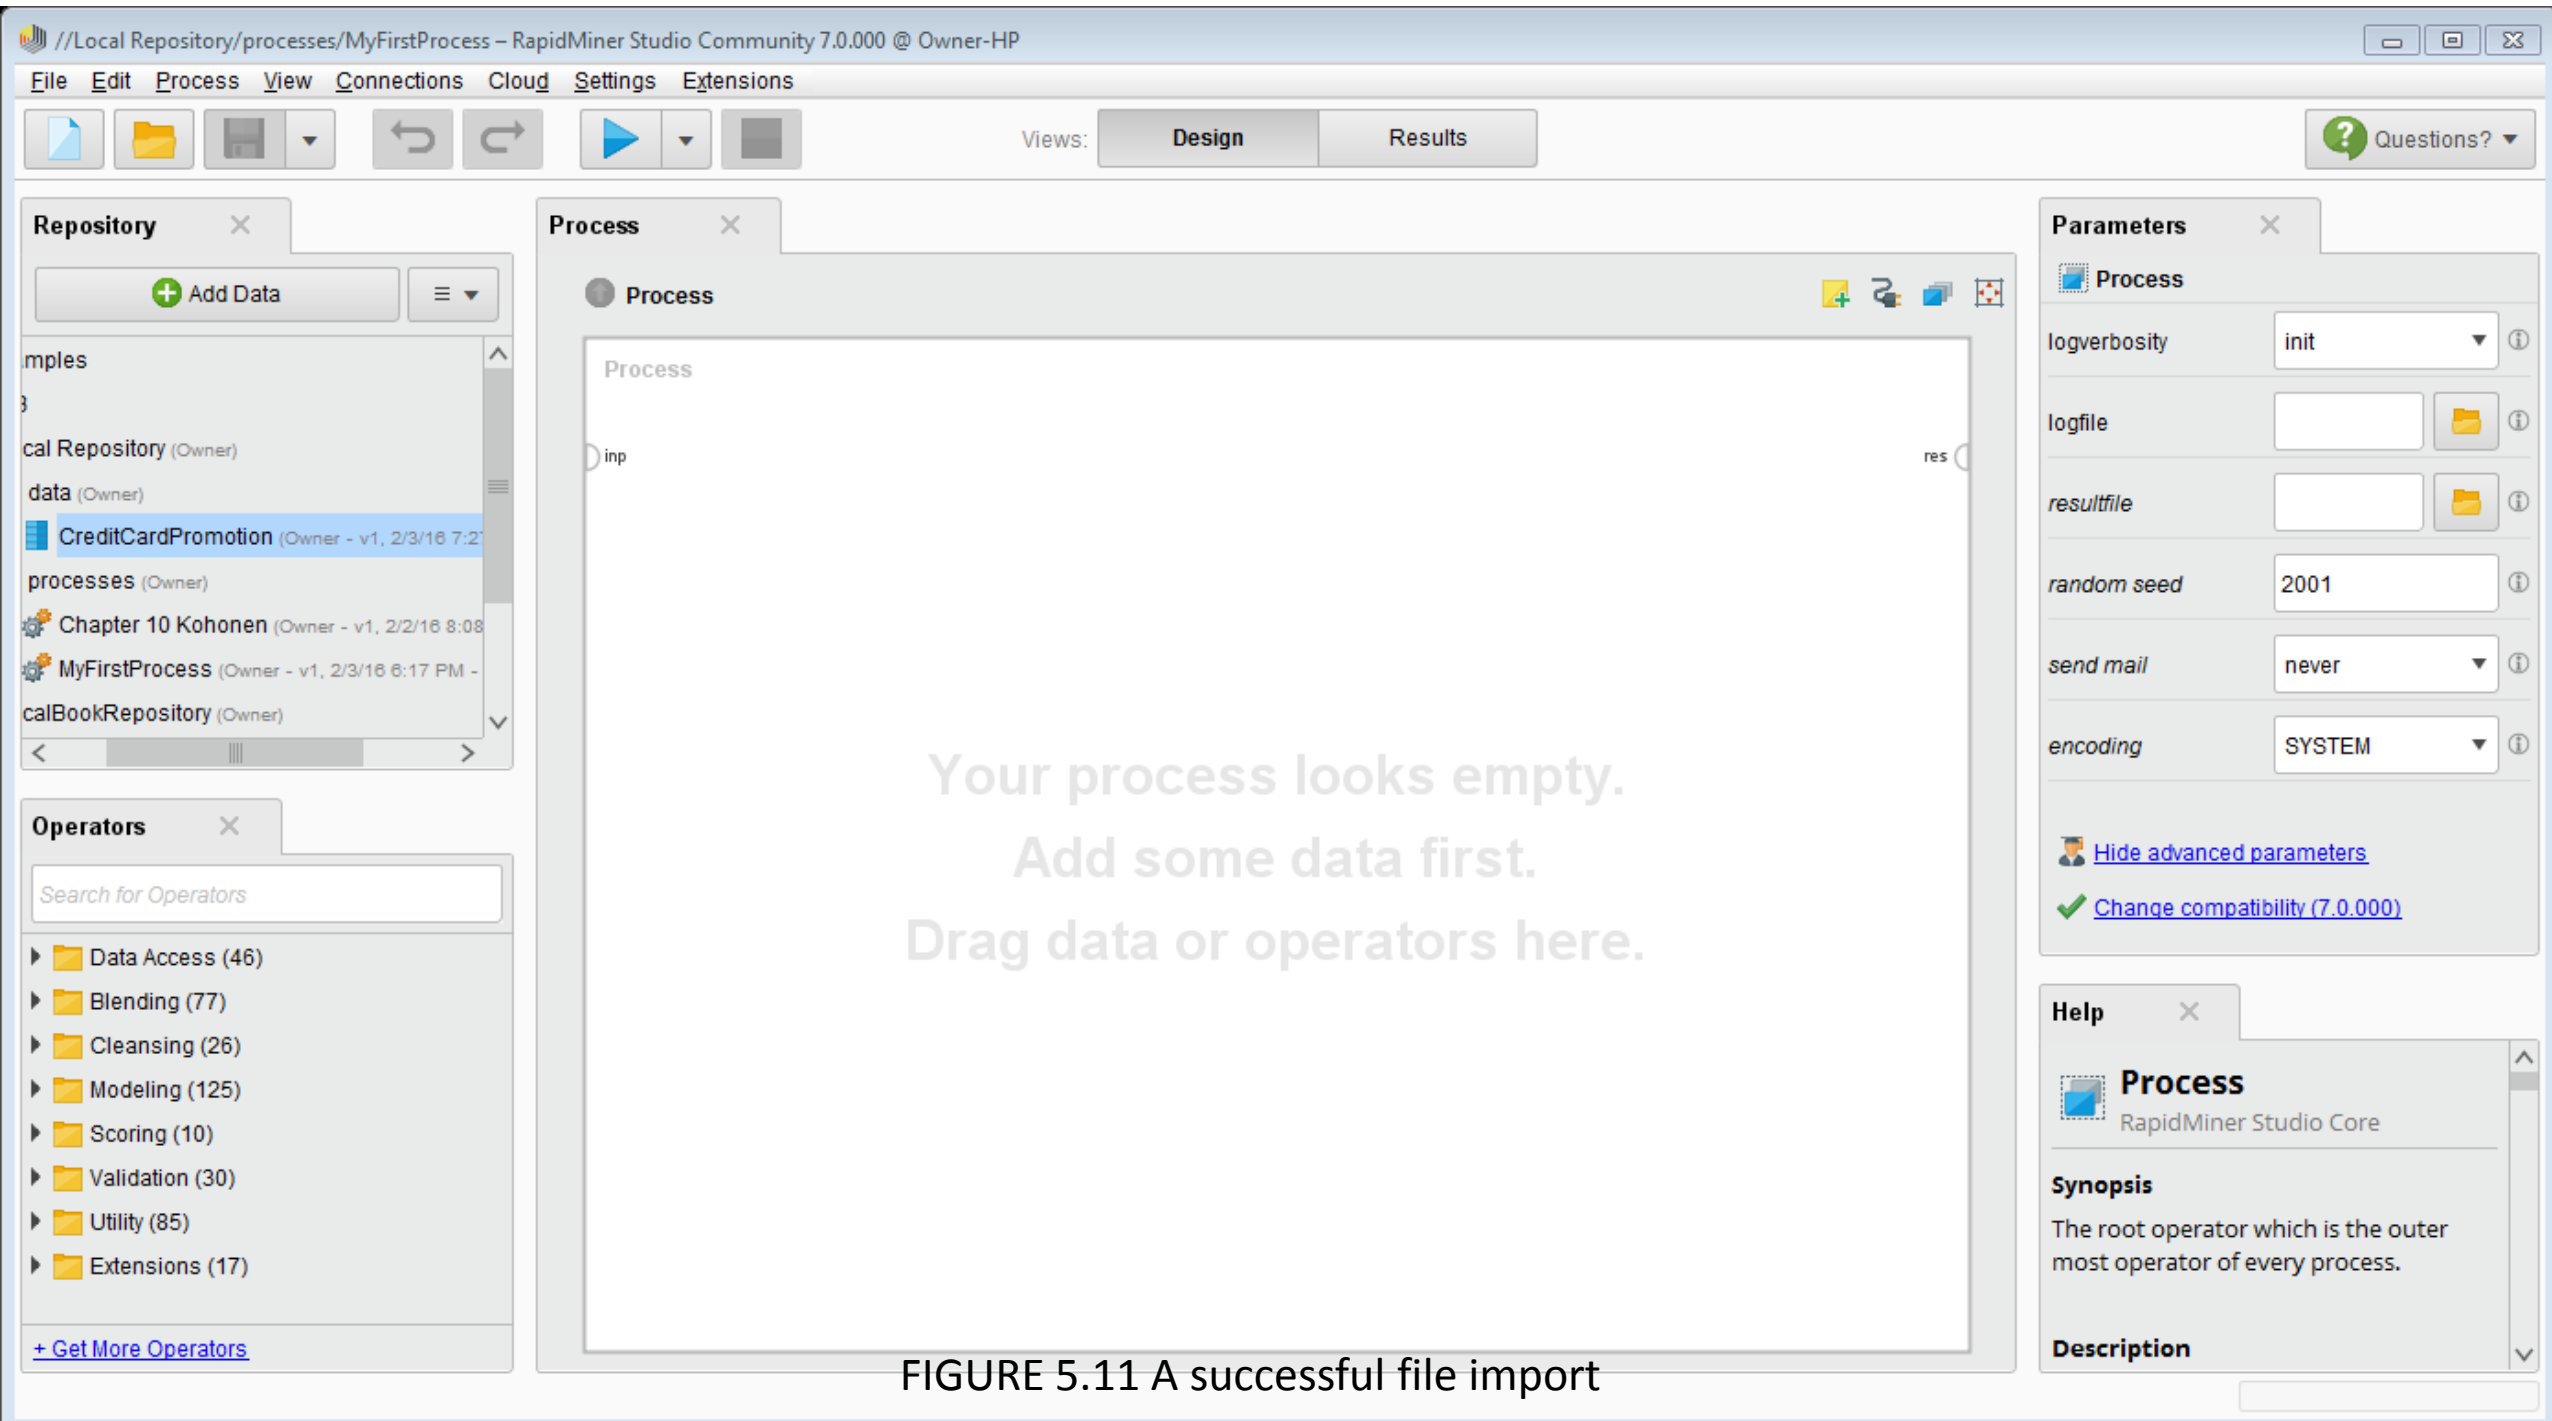 //Local Repository/processes/MyFirstProcess – RapidMiner Studio Community 7.0.000 @ Owner-HP
File Edit Process View Connections Cloud Settings Extensions
Views: Design Results
Questions?
Repository
Add Data
mples
cal Repository (Owner)
data (Owner)
CreditCardPromotion (Owner - v1, 2/3/16 7:2
processes (Owner)
Chapter 10 Kohonen (Owner - v1, 2/2/16 8:08
MyFirstProcess (Owner - v1, 2/3/16 6:17 PM -
calBookRepository (Owner)
Operators
Search for Operators
Data Access (46)
Blending (77)
Cleansing (26)
Modeling (125)
Scoring (10)
Validation (30)
Utility (85)
Extensions (17)
+ Get More Operators
Process
Process
Process
inp
res
Your process looks empty.
Add some data first.
Drag data or operators here.
Parameters
Process
logverbosity init
logfile
resultfile
random seed 2001
send mail never
encoding SYSTEM
Hide advanced parameters
Change compatibility (7.0.000)
Help
Process
RapidMiner Studio Core
Synopsis
The root operator which is the outer
most operator of every process.
Description
FIGURE 5.11 A successful file import